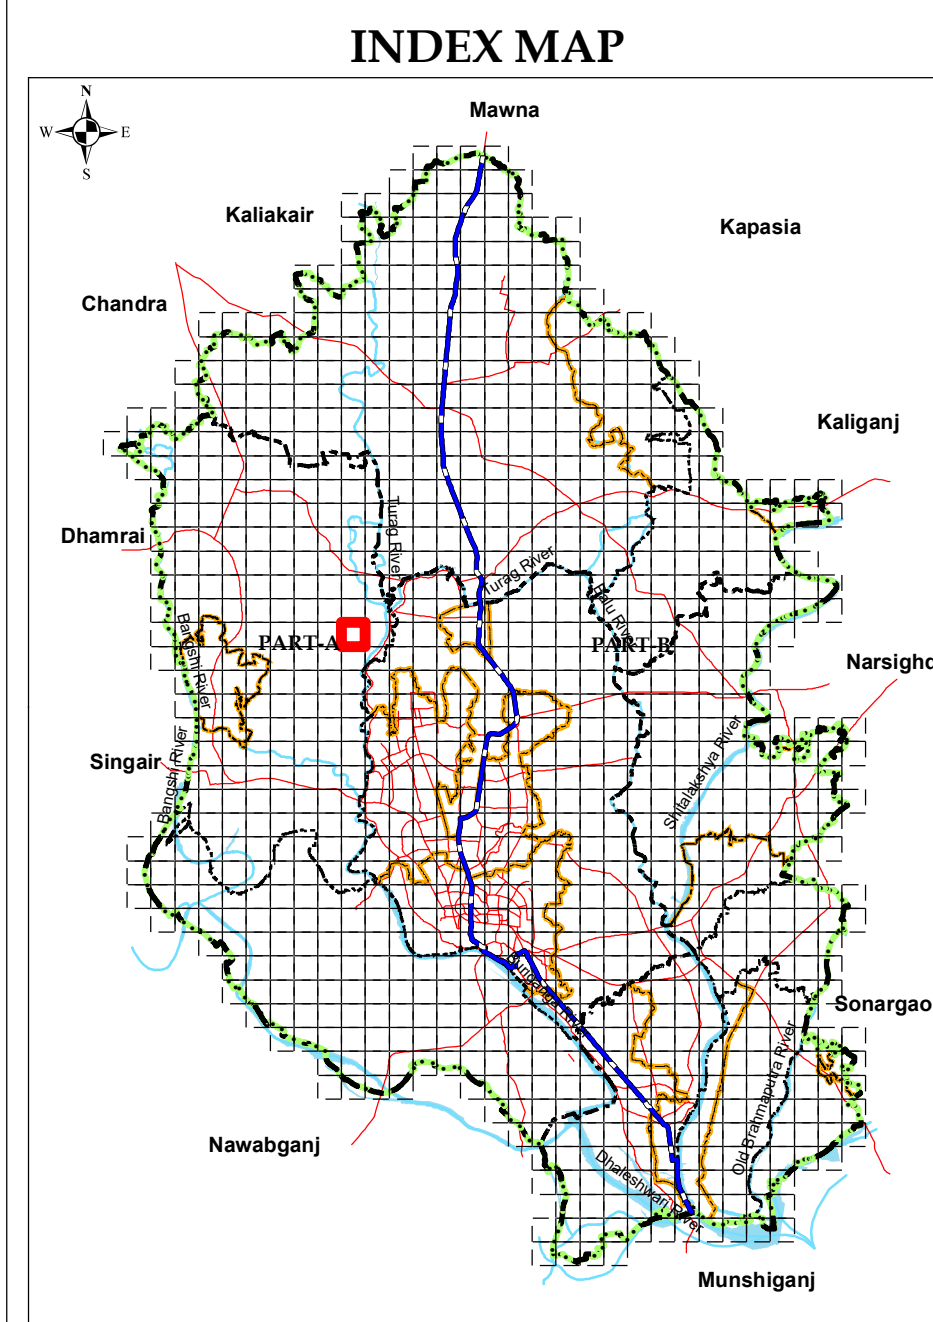 INDEX MAP
N
W E
S
Mawna
Kaliakair
Kapasia
Chandra
Kaliganj
Dhamrai
Turag River
Turag River
Balu River
PART-A
PART-B
Bangshi River
Narsighd
Shitalakshya River
Singair
Bangshi River
Buriganga River
Sonargao
Old Brahmaputra River
Nawabganj
Dhaleshwari River
Munshiganj